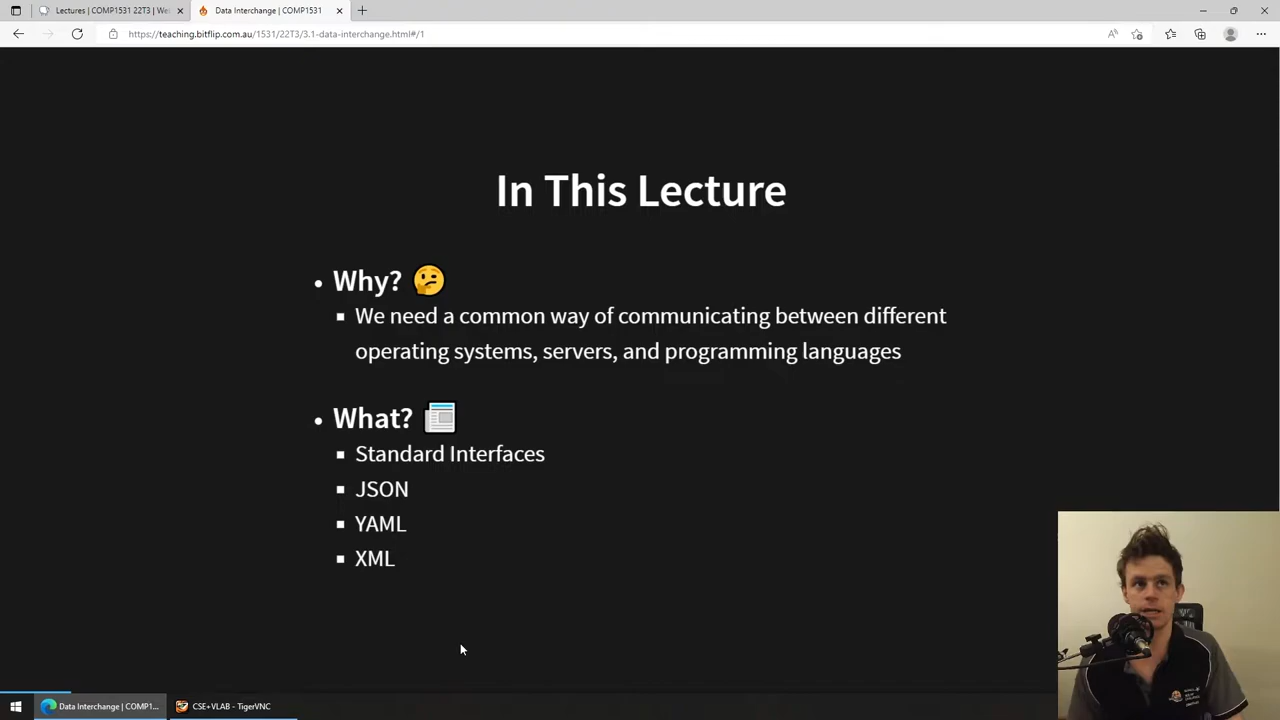 Lectures | COMP1531 22T3 | We
Data Interchange | COMP1531
https://teaching.bitflip.com.au/1531/22T3/3.1-data-interchange.html#/1
In This Lecture
• Why? 🤔
▪ We need a common way of communicating between different
operating systems, servers, and programming languages
• What? 📰
▪ Standard Interfaces
▪ JSON
▪ YAML
▪ XML
Data Interchange | COMP1...
CSE+VLAB - TigerVNC